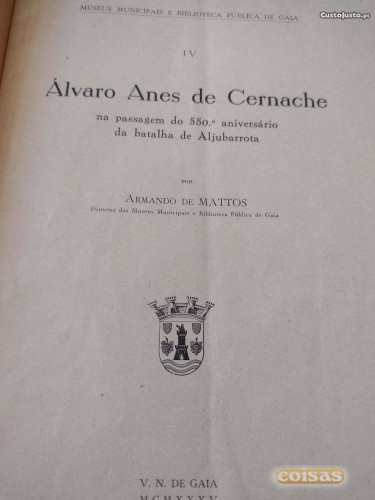 MUSEUS MUNICIPAIS E BIBLIOTECA PÚBLICA DE GAIA
CustoJusto.pt
IV
Álvaro Anes de Cernache
na passagem do 550.º aniversário
da batalha de Aljubarrota
por
ARMANDO DE MATTOS
Director dos Museus Municipais e Biblioteca Pública de Gaia
V. N. DE GAIA
MCMXXXV
coisas